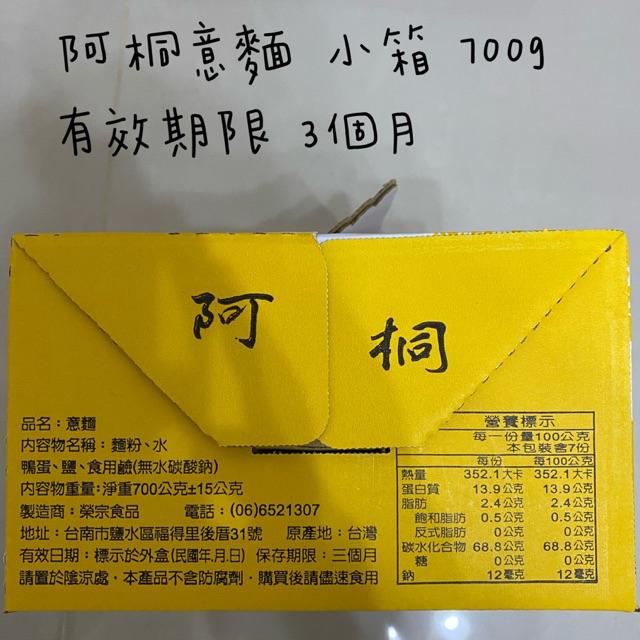 阿桐意麵 小箱 700g
有效期限 3個月
阿桐
品名：意麵
內容物名稱：麵粉、水
鴨蛋、鹽、食用鹼(無水碳酸鈉)
內容物重量：淨重700公克±15公克
製造商：榮宗食品 電話：(06)6521307
地址：台南市鹽水區福得里後厝31號 原產地：台灣
有效日期：標示於外盒(民國年.月.日) 保存期限：三個月
請置於陰涼處．本產品不含防腐劑．購買後請儘速食用
營養標示
每一份量100公克
本包裝含7份
每份 每100公克
熱量 352.1大卡 352.1大卡
蛋白質 13.9公克 13.9公克
脂肪 2.4公克 2.4公克
飽和脂肪 0.5公克 0.5公克
反式脂肪 0公克 0公克
碳水化合物 68.8公克 68.8公克
糖 0公克 0公克
鈉 12毫克 12毫克